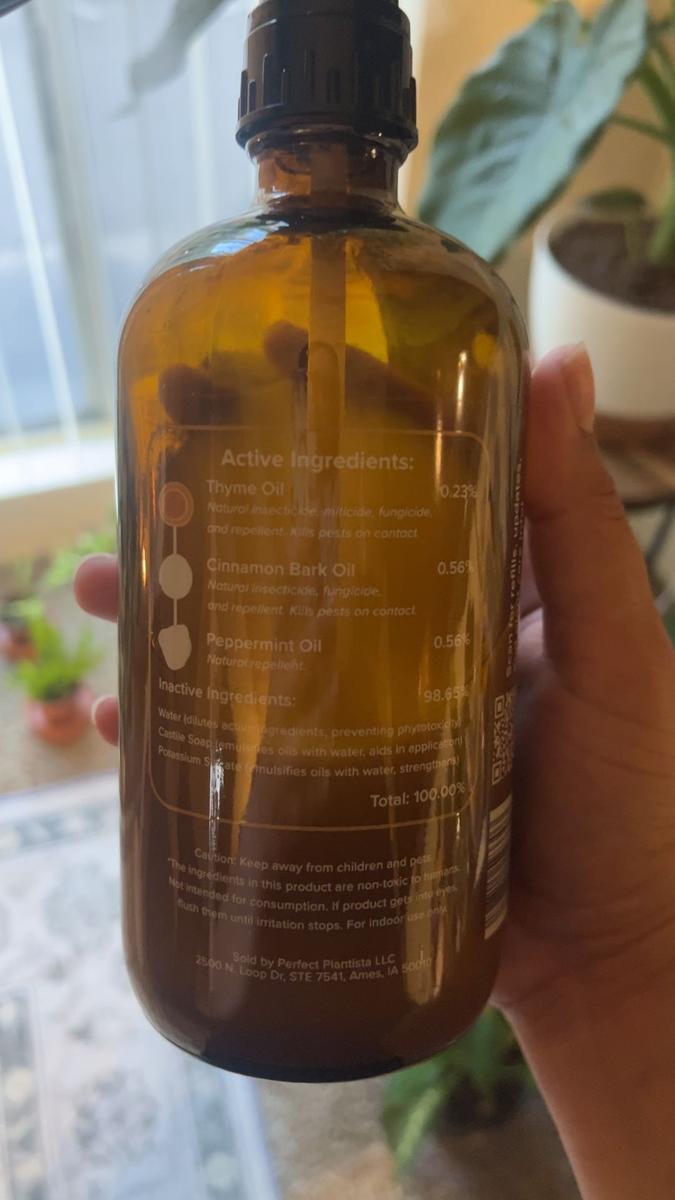 Active Ingredients:
Thyme Oil 0.23%
Natural insecticide, miticide, fungicide,
and repellent. Kills pests on contact.
Cinnamon Bark Oil 0.56%
Natural insecticide, fungicide,
and repellent. Kills pests on contact.
Peppermint Oil 0.56%
Natural repellent.
Inactive Ingredients: 98.65%
Water (dilutes active ingredients, preventing phytotoxicity)
Castile Soap (emulsifies oils with water, aids in application)
Potassium Sorbate (emulsifies oils with water, strengthens)
Total: 100.00%
Caution: Keep away from children and pets.
*The ingredients in this product are non-toxic to humans.
Not intended for consumption. If product gets into eyes,
flush them until irritation stops. For indoor use only.
Sold by Perfect Plantista LLC
2500 N. Loop Dr, STE 7541, Ames, IA 50010
Scan for refills, updates,